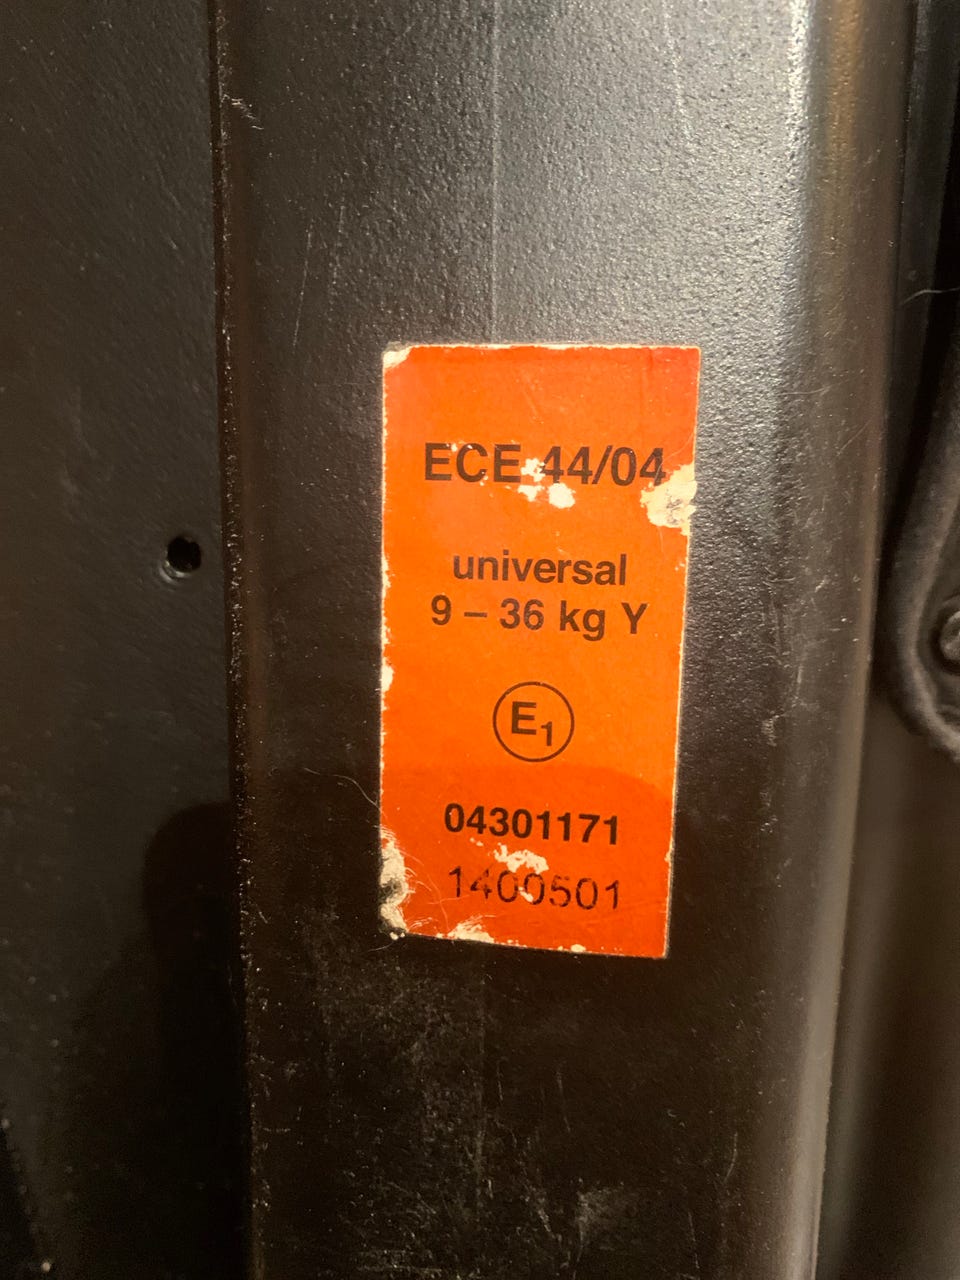 ECE 44/04
universal
9 – 36 kg Y
E1
04301171
1400501